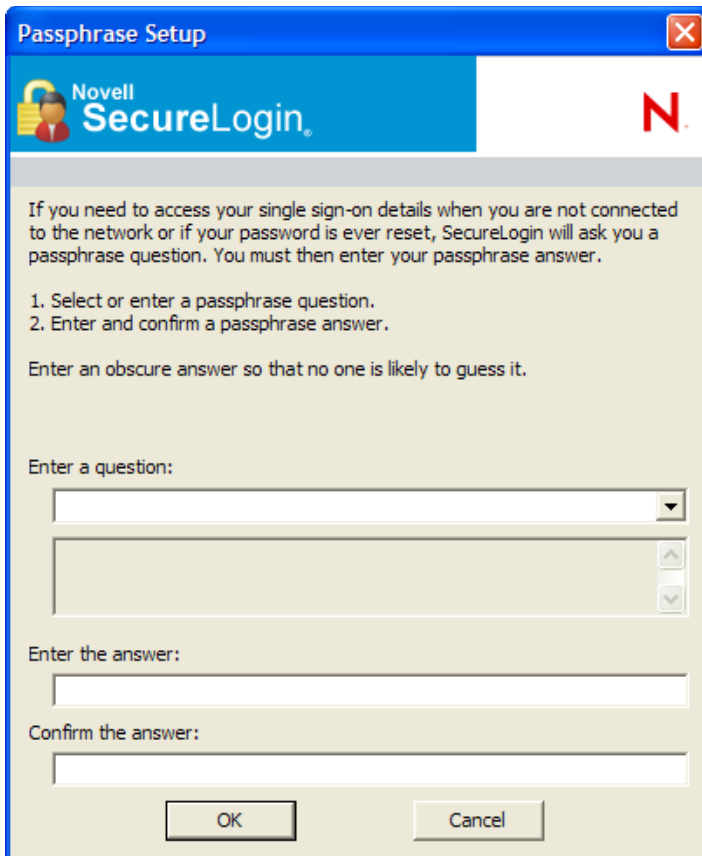 Passphrase Setup
Novell
SecureLogin®
N.
If you need to access your single sign-on details when you are not connected
to the network or if your password is ever reset, SecureLogin will ask you a
passphrase question. You must then enter your passphrase answer.
1. Select or enter a passphrase question.
2. Enter and confirm a passphrase answer.
Enter an obscure answer so that no one is likely to guess it.
Enter a question:
Enter the answer:
Confirm the answer:
OK
Cancel